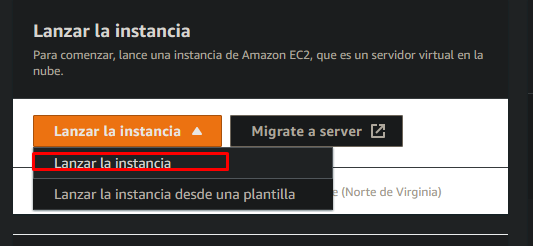 Lanzar la instancia
Para comenzar, lance una instancia de Amazon EC2, que es un servidor virtual en la
nube.
Lanzar la instancia
Migrate a server
Lanzar la instancia
Lanzar la instancia desde una plantilla
(Norte de Virginia)